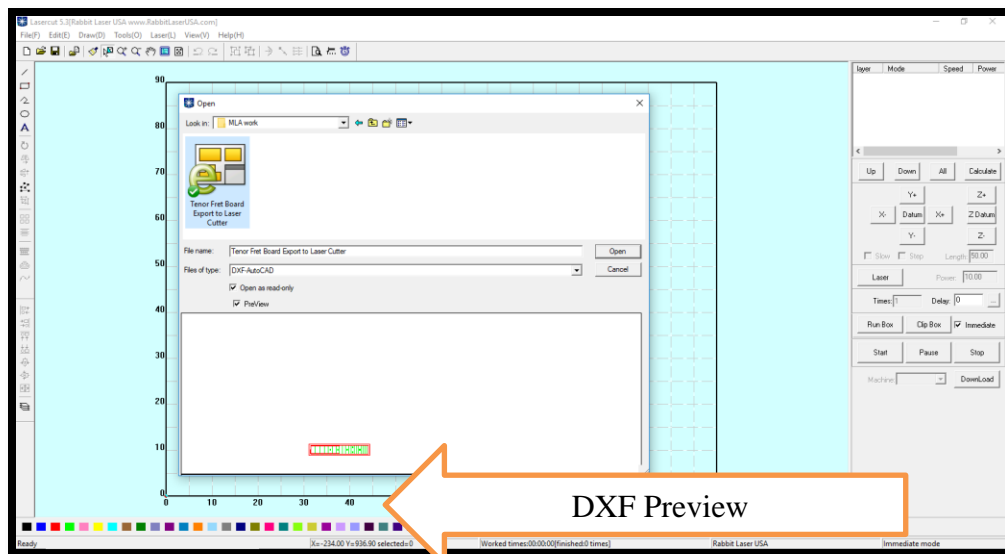 Lasercut 5.3[Rabbit Laser USA www.RabbitLaserUSA.com]
File(F) Edit(E) Draw(D) Tools(O) Laser(L) View(V) Help(H)
layer Mode Speed Power
90
80
70
60
50
40
30
20
10
0
0 10 20 30 40
Open
Look in: MLA work
Tenor Fret Board
Export to Laser
Cutter
File name: Tenor Fret Board Export to Laser Cutter Open
Files of type: DXF-AutoCAD Cancel
Open as read-only
PreView
Up Down All Calculate
Y+ Z+
X- Datum X+ Z Datum
Y- Z-
Slow Step Length 50.00
Laser Power: 10.00
Times: 1 Delay: 0 ...
Run Box Clip Box Immediate
Start Pause Stop
Machine: DownLoad
DXF Preview
Ready X=-234.00 Y=936.90 selected=0 Worked times:00:00:00[finished:0 times] Rabbit Laser USA Immediate mode